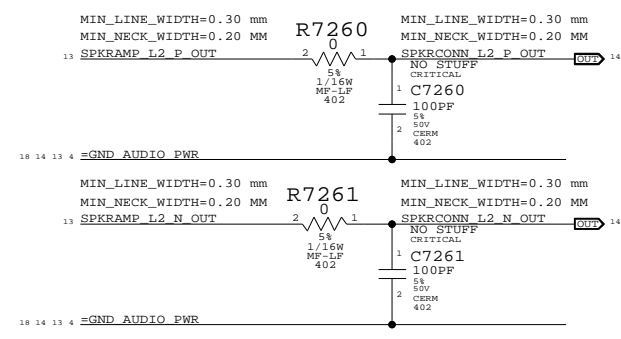 MIN_LINE_WIDTH=0.30 mm
MIN_NECK_WIDTH=0.20 MM
R7260
0
MIN_LINE_WIDTH=0.30 mm
MIN_NECK_WIDTH=0.20 MM
13 SPKRAMP_L2_P_OUT
2 1
SPKRCONN_L2_P_OUT
OUT 14
5%
1/16W
MF-LF
402
NO STUFF
CRITICAL
1 C7260
100PF
5%
50V
2 CERM
402
18 14 13 4 =GND_AUDIO_PWR
MIN_LINE_WIDTH=0.30 mm
MIN_NECK_WIDTH=0.20 MM
R7261
0
MIN_LINE_WIDTH=0.30 mm
MIN_NECK_WIDTH=0.20 MM
13 SPKRAMP_L2_N_OUT
2 1
SPKRCONN_L2_N_OUT
OUT 14
5%
1/16W
MF-LF
402
NO STUFF
CRITICAL
1 C7261
100PF
5%
50V
2 CERM
402
18 14 13 4 =GND_AUDIO_PWR